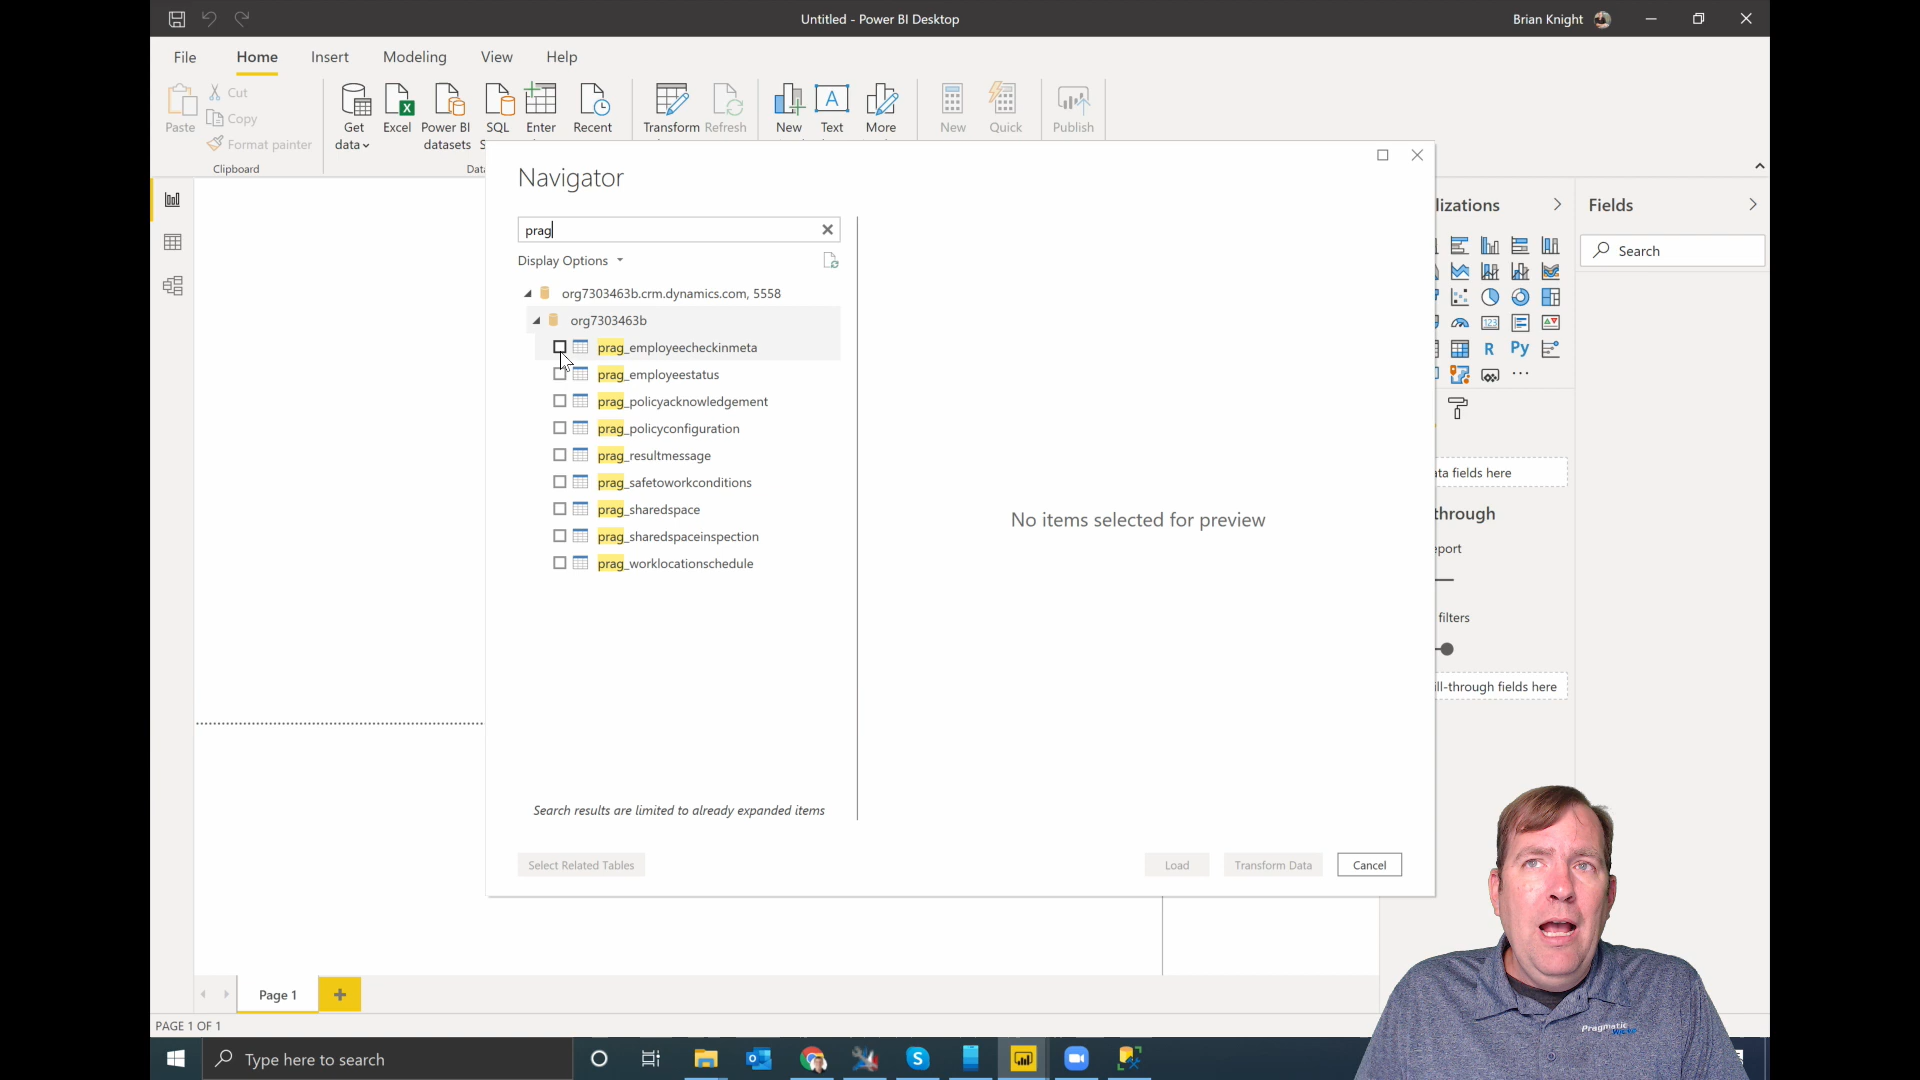 Untitled - Power BI Desktop
Brian Knight
File
Home
Insert
Modeling
View
Help
Paste
Cut
Copy
Format painter
Clipboard
Get data
Excel
Power BI datasets
SQL
Enter
Recent
Transform
Refresh
New
Text
More
New
Quick
Publish
Navigator
prag
Display Options
org7303463b.crm.dynamics.com, 5558
org7303463b
prag_employeecheckinmeta
prag_employeestatus
prag_policyacknowledgement
prag_policyconfiguration
prag_resultmessage
prag_safetoworkconditions
prag_sharedspace
prag_sharedspaceinspection
prag_worklocationschedule
No items selected for preview
Search results are limited to already expanded items
Select Related Tables
Load
Transform Data
Cancel
lizations
Fields
Search
123
R
Py
ata fields here
through
eport
filters
ill-through fields here
Page 1
PAGE 1 OF 1
Type here to search
Pragmatic